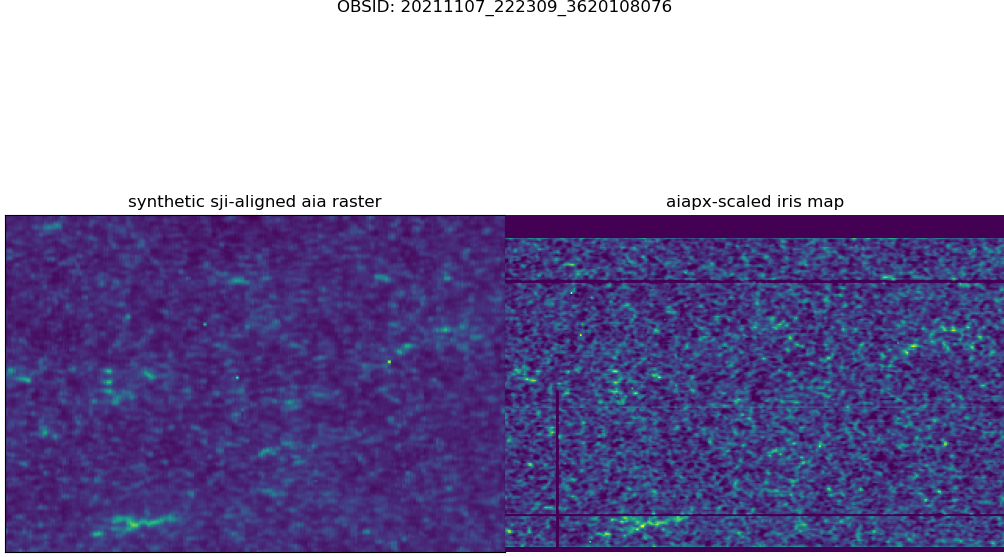 OBSID: 20211107_222309_3620108076
synthetic sji-aligned aia raster
aiapx-scaled iris map